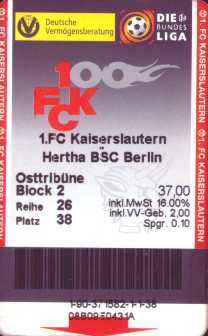 Deutsche
Vermögensberatung
DIE
BUNDES
LIGA
1.FC KAISERSLAUTERN
1.FC KAISERSLAUTERN
100
FCK
1.FC Kaiserslautern
Hertha BSC Berlin
Osttribüne
Block 2 37,00
Reihe 26 inkl.MwSt 16.00%
Platz 38 inkl.VV-Geb. 2,00
Spgr. 0.10